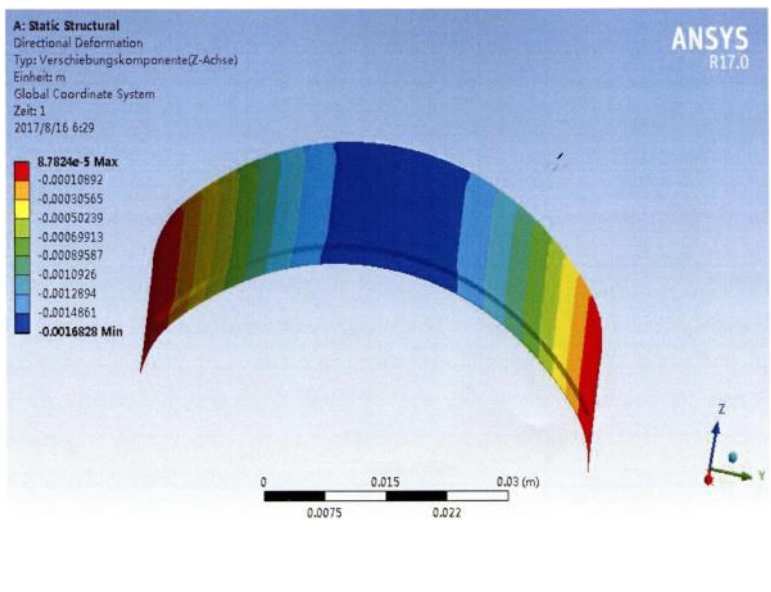 A: Static Structural
Directional Deformation
Typ: Verschiebungskomponente(Z-Achse)
Einheit: m
Global Coordinate System
Zeit: 1
2017/8/16 6:29
ANSYS
R17.0
8.7824e-5 Max
-0.00010892
-0.00030565
-0.00050239
-0.00069913
-0.00089587
-0.0010926
-0.0012894
-0.0014861
-0.0016828 Min
Z
Y
0 0.015 0.03 (m)
0.0075 0.022